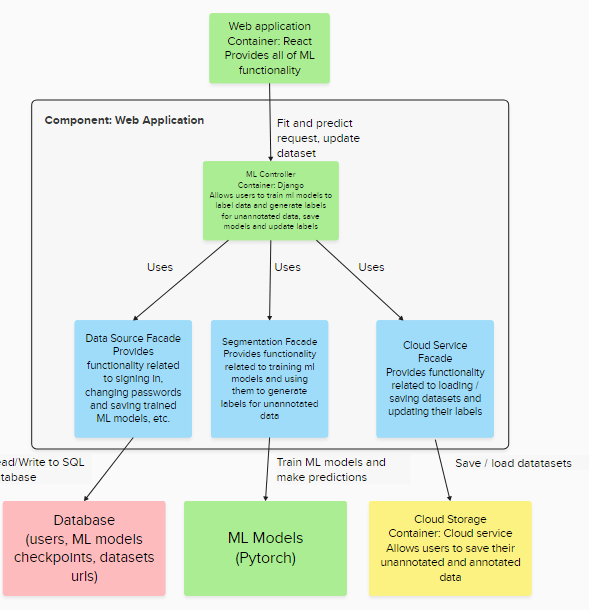 Web application
Container: React
Provides all of ML
functionality
Component: Web Application
Fit and predict
request, update
dataset
ML Controller
Container: Django
Allows users to train ml models to
label data and generate labels
for unannotated data, save
models and update labels
Uses
Uses
Uses
Data Source Facade
Provides
functionality related
to signing in,
changing passwords
and saving trained
ML models, etc.
Segmentation Facade
Provides functionality
related to training ml
models and using
them to generate
labels for unannotated
data
Cloud Service
Facade
Provides functionality
related to loading /
saving datasets and
updating their labels
ead/Write to SQL
tabase
Train ML models and
make predictions
Save / load datatasets
Database
(users, ML models
checkpoints, datasets
urls)
ML Models
(Pytorch)
Cloud Storage
Container: Cloud service
Allows users to save their
unannotated and annotated
data